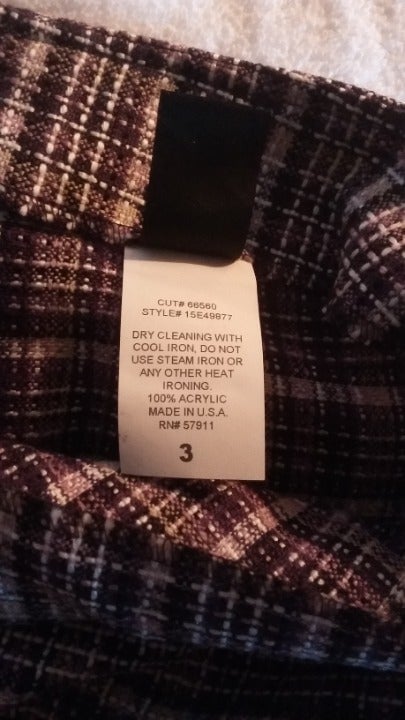 CUT# 66560
STYLE# 15E49877
DRY CLEANING WITH
COOL IRON, DO NOT
USE STEAM IRON OR
ANY OTHER HEAT
IRONING.
100% ACRYLIC
MADE IN U.S.A.
RN# 57911
3